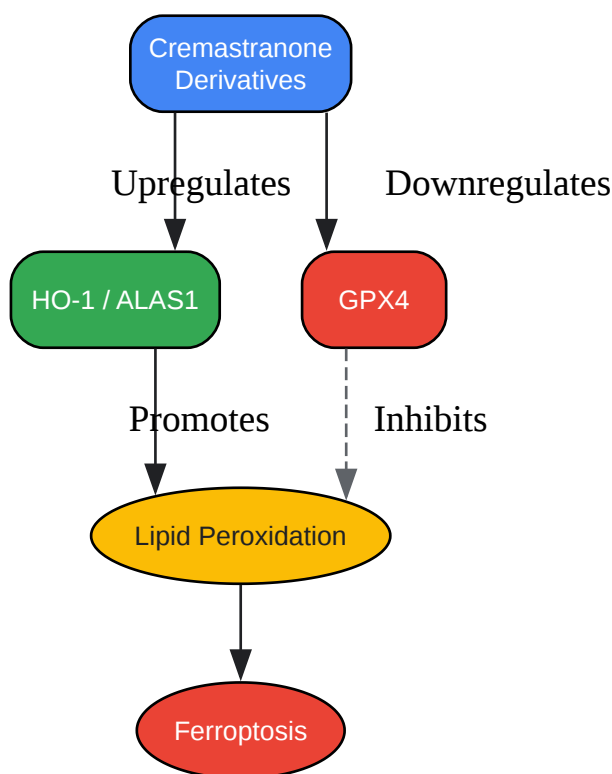 Cremastranone
Derivatives
Upregulates
Downregulates
HO-1 / ALAS1
GPX4
Promotes
Inhibits
Lipid Peroxidation
Ferroptosis